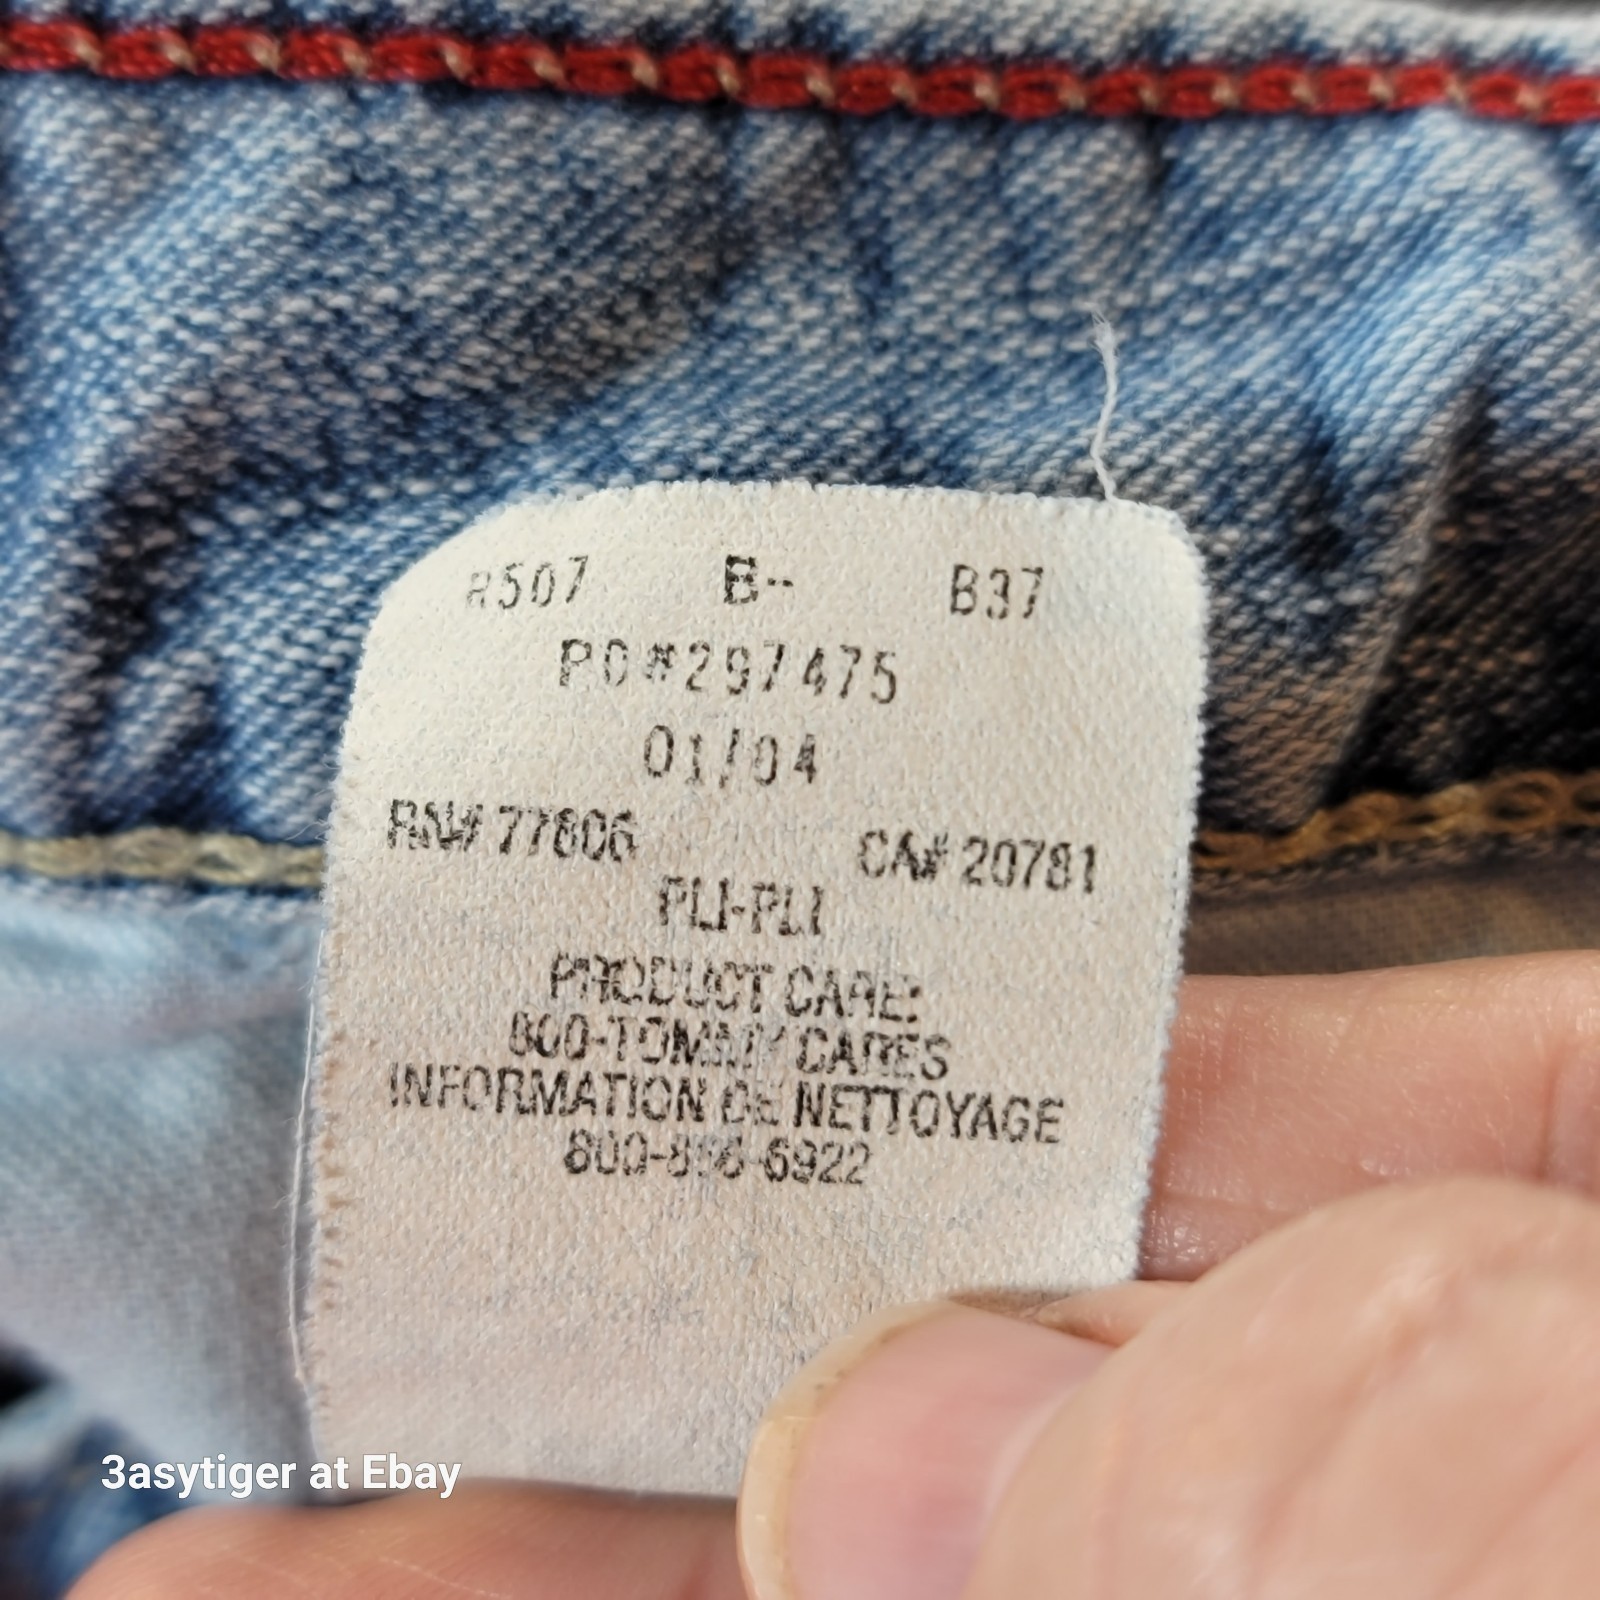 R507 B-- B37
PO#297475
01/04
RN# 77806 CA# 20781
PLI-PLI
PRODUCT CARE:
800-TOMMY CARES
INFORMATION DE NETTOYAGE
800-866-6922
3asytiger at Ebay